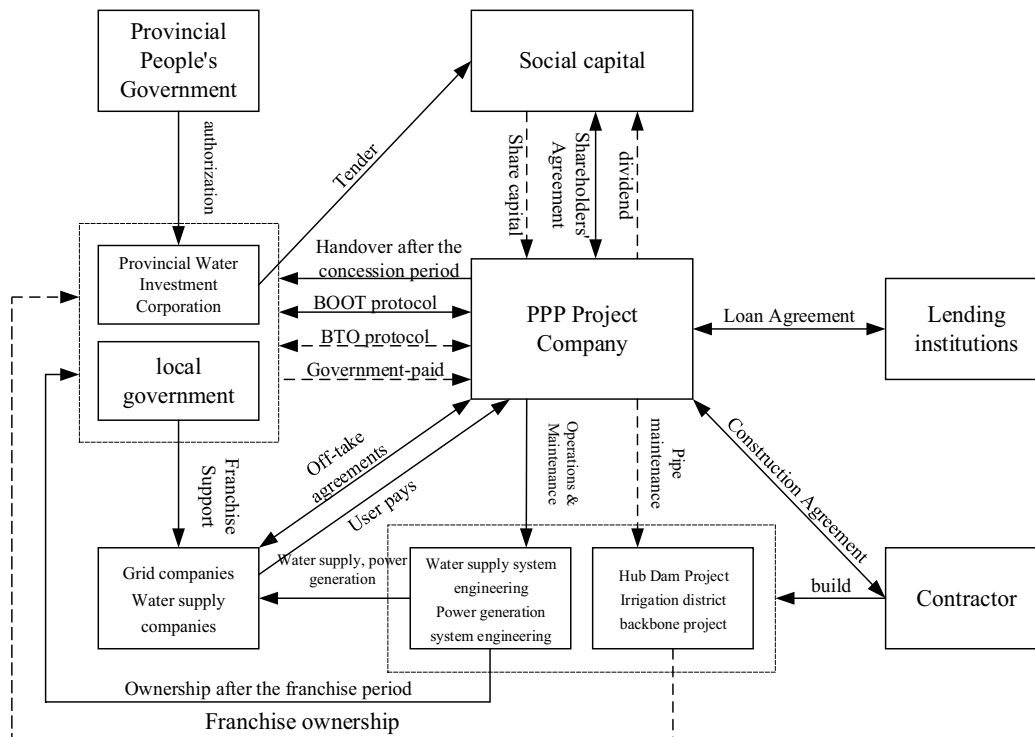 Provincial
People's
Government
Social capital
authorization
Tender
Share capital
Shareholders'
Agreement
dividend
Provincial Water
Investment
Corporation
local
government
Handover after the
concession period
BOOT protocol
BTO protocol
Government-paid
PPP Project
Company
Loan Agreement
Lending
institutions
Franchise
Support
Off-take
agreements
User pays
Operations &
Maintenance
Pipe
maintenance
Construction Agreement
Grid companies
Water supply
companies
Water supply, power
generation
Water supply system
engineering
Power generation
system engineering
Hub Dam Project
Irrigation district
backbone project
build
Contractor
Ownership after the franchise period
Franchise ownership